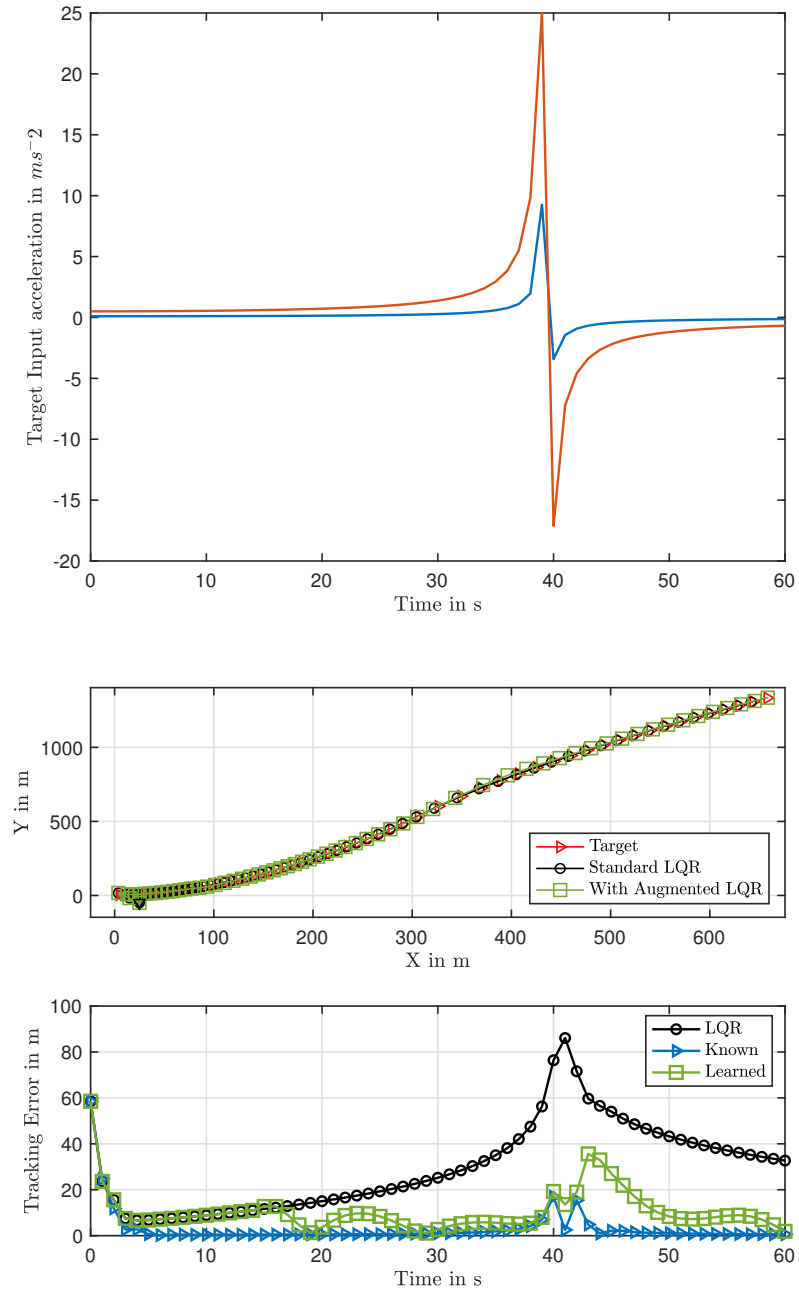 25
20
15
10
5
0
-5
-10
-15
-20
Target Input acceleration in ms⁻2
0 10 20 30 40 50 60
Time in s
1000
500
0
Y in m
Target
Standard LQR
With Augmented LQR
0 100 200 300 400 500 600
X in m
100
80
60
40
20
0
Tracking Error in m
LQR
Known
Learned
0 10 20 30 40 50 60
Time in s